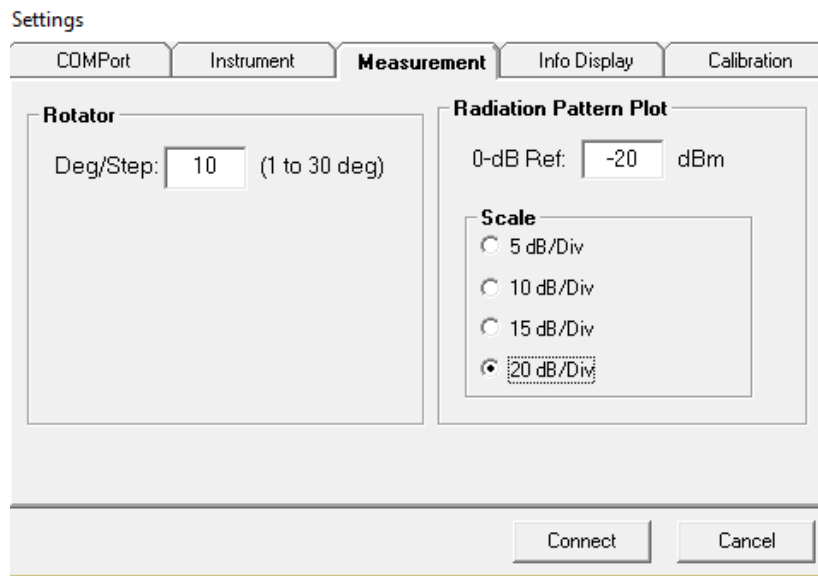 Settings
COMPort Instrument Measurement Info Display Calibration
Rotator
Deg/Step: 10 (1 to 30 deg)
Radiation Pattern Plot
0-dB Ref: -20 dBm
Scale
5 dB/Div
10 dB/Div
15 dB/Div
20 dB/Div
Connect Cancel